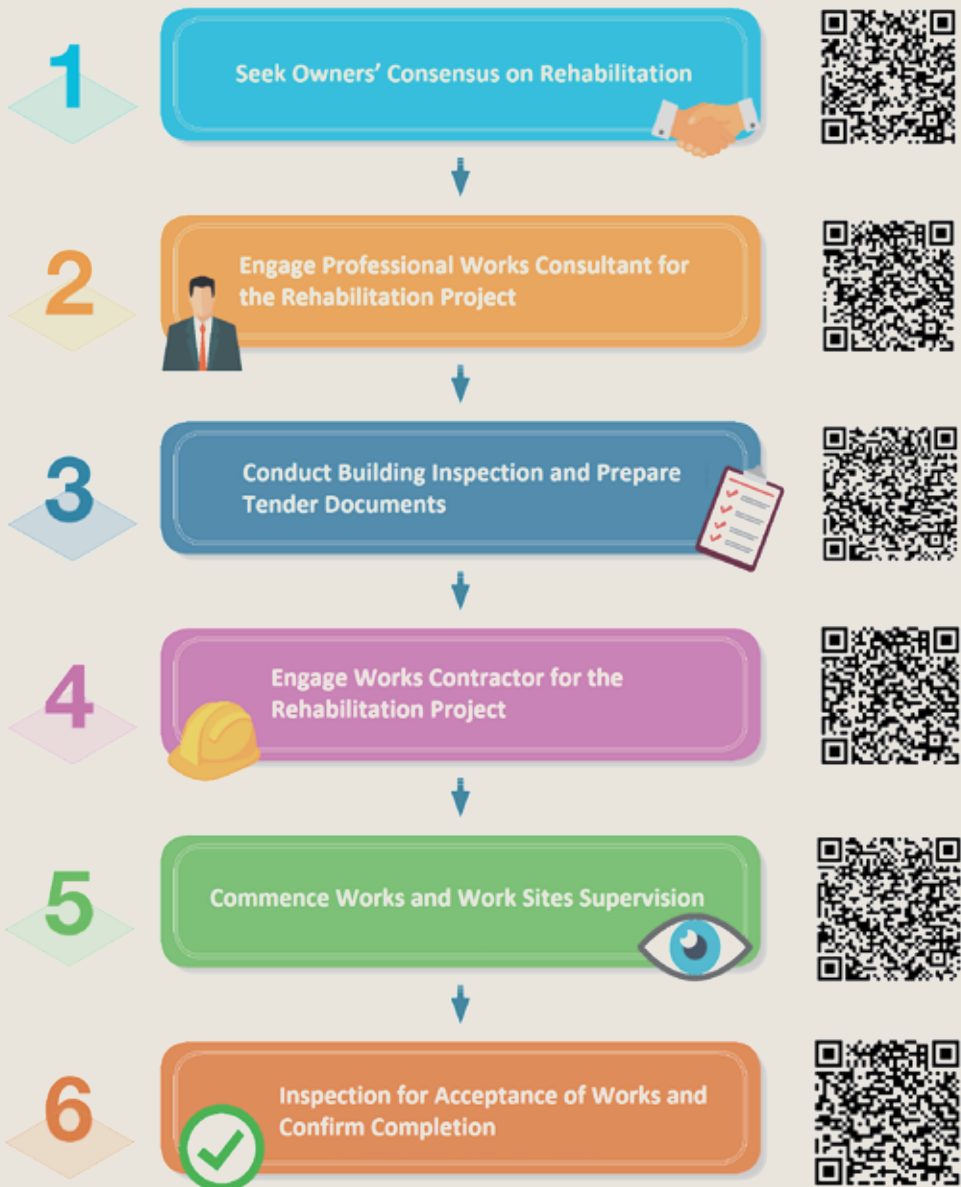 1
Seek Owners’ Consensus on Rehabilitation
2
Engage Professional Works Consultant for
the Rehabilitation Project
3
Conduct Building Inspection and Prepare
Tender Documents
4
Engage Works Contractor for the
Rehabilitation Project
5
Commence Works and Work Sites Supervision
6
Inspection for Acceptance of Works and
Confirm Completion